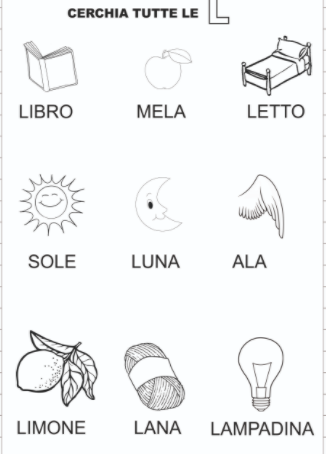 CERCHIA TUTTE LE L
LIBRO MELA LETTO
SOLE LUNA ALA
LIMONE LANA LAMPADINA